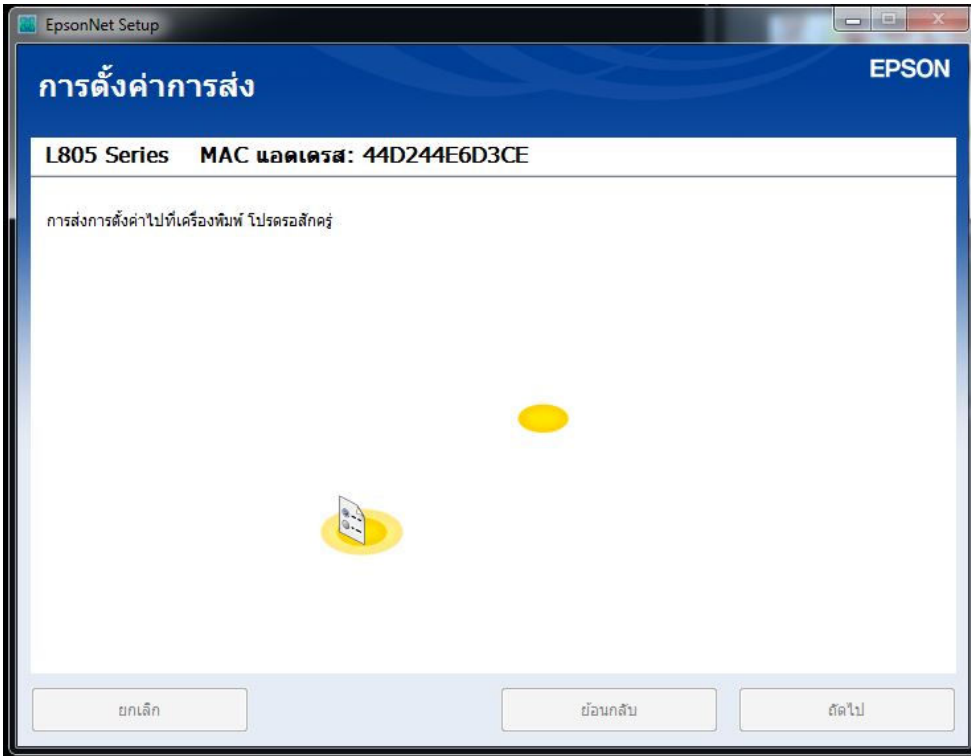 EpsonNet Setup
การตั้งค่าการส่ง
EPSON
L805 Series MAC แอดเดรส: 44D244E6D3CE
การส่งการตั้งค่าไปที่เครื่องพิมพ์ โปรดรอสักครู่
ยกเลิก
ย้อนกลับ
ถัดไป